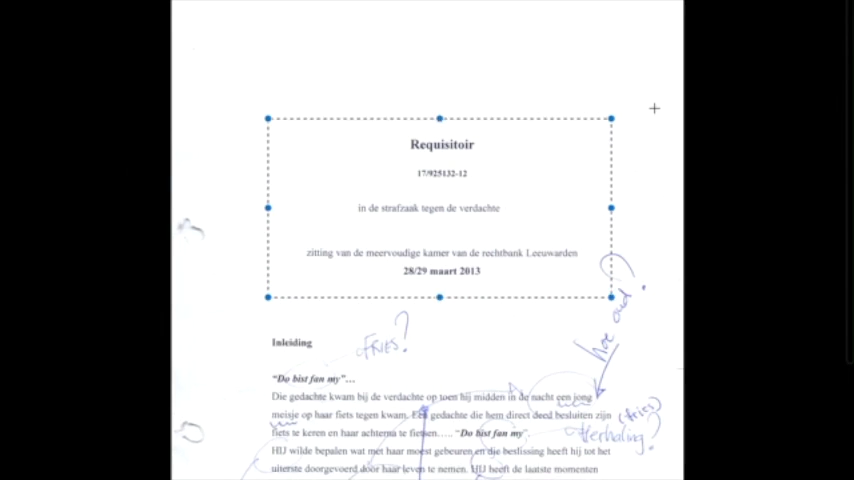 Requisitoir
17/925132-12
in de strafzaak tegen de verdachte
zitting van de meervoudige kamer van de rechtbank Leeuwarden
28/29 maart 2013
hoe oud?
Inleiding
FRIES?
“Do bist fan my”…
Die gedachte kwam bij de verdachte op toen hij midden in de nacht een jong
meisje op haar fiets tegen kwam. Een gedachte die hem direct deed besluiten zijn
(fries)
fiets te keren en haar achterna te fietsen….. “Do bist fan my”.
Herhaling?
HIJ wilde bepalen wat met haar moest gebeuren en die beslissing heeft hij tot het
uiterste doorgevoerd door haar leven te nemen. HIJ heeft de laatste momenten